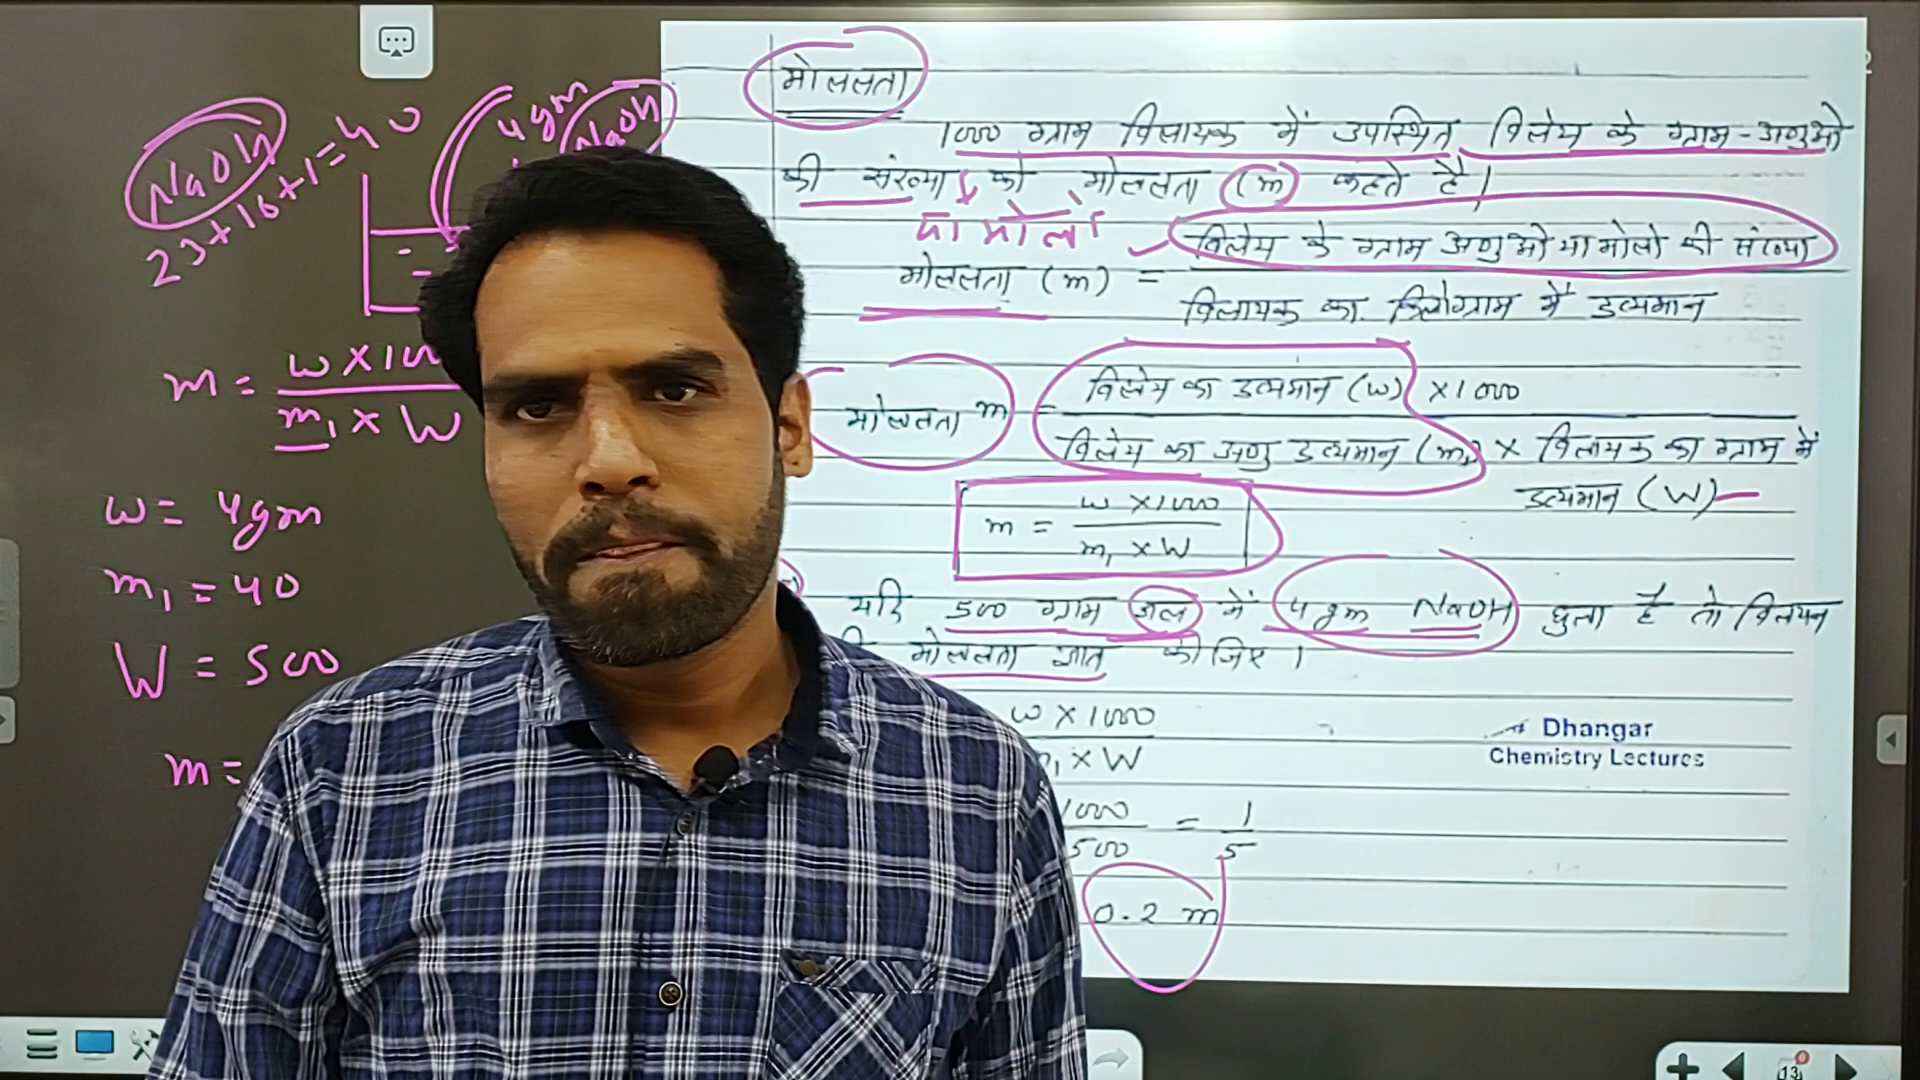 NaOH
23+16+1=40
4gm
NaOH
m = w×10
m₁ × W
w = 4gm
m₁ = 40
W = 500
m =
मोललता
1000 ग्राम विलायक में उपस्थित विलेय के ग्राम-अणुओ
की संख्या को मोललता (m) कहते है।
या मोलो
विलेय के ग्राम अणुओ या मोलो की संख्या
मोललता (m) =
विलायक का किलोग्राम में द्रव्यमान
विलेय का द्रव्यमान (w) ×1000
मोललता m =
विलेय का अणु द्रव्यमान (m₁) × विलायक का ग्राम में
द्रव्यमान (W)
m = w ×1000
m₁ × W
यदि 500 ग्राम जल में 4 gm NaOH घुला है तो विलयन
की मोललता ज्ञात कीजिए।
w × 1000
m₁ × W
1000 = 1
500 5
0.2 m
Dhangar
Chemistry Lectures
13